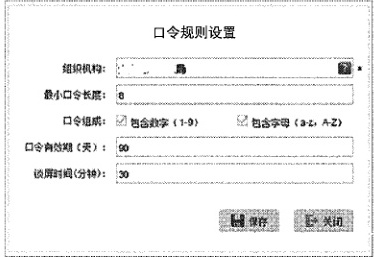 口令规则设置
组织机构： 局 ? *
最小口令长度： 8
口令组成： ☑ 包含数字（1-9） ☑ 包含字母（a-z，A-Z）
口令有效期（天）： 90
锁屏时间(分钟)： 30
保存 关闭